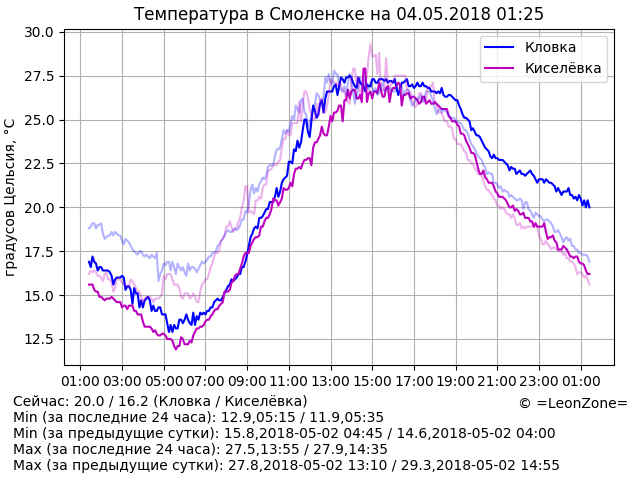 Температура в Смоленске на 04.05.2018 01:25
30.0
27.5
25.0
22.5
20.0
17.5
15.0
12.5
градусов Цельсия, °C
Кловка
Киселёвка
01:00 03:00 05:00 07:00 09:00 11:00 13:00 15:00 17:00 19:00 21:00 23:00 01:00
Сейчас: 20.0 / 16.2 (Кловка / Киселёвка)
© =LeonZone=
Min (за последние 24 часа): 12.9,05:15 / 11.9,05:35
Min (за предыдущие сутки): 15.8,2018-05-02 04:45 / 14.6,2018-05-02 04:00
Max (за последние 24 часа): 27.5,13:55 / 27.9,14:35
Max (за предыдущие сутки): 27.8,2018-05-02 13:10 / 29.3,2018-05-02 14:55